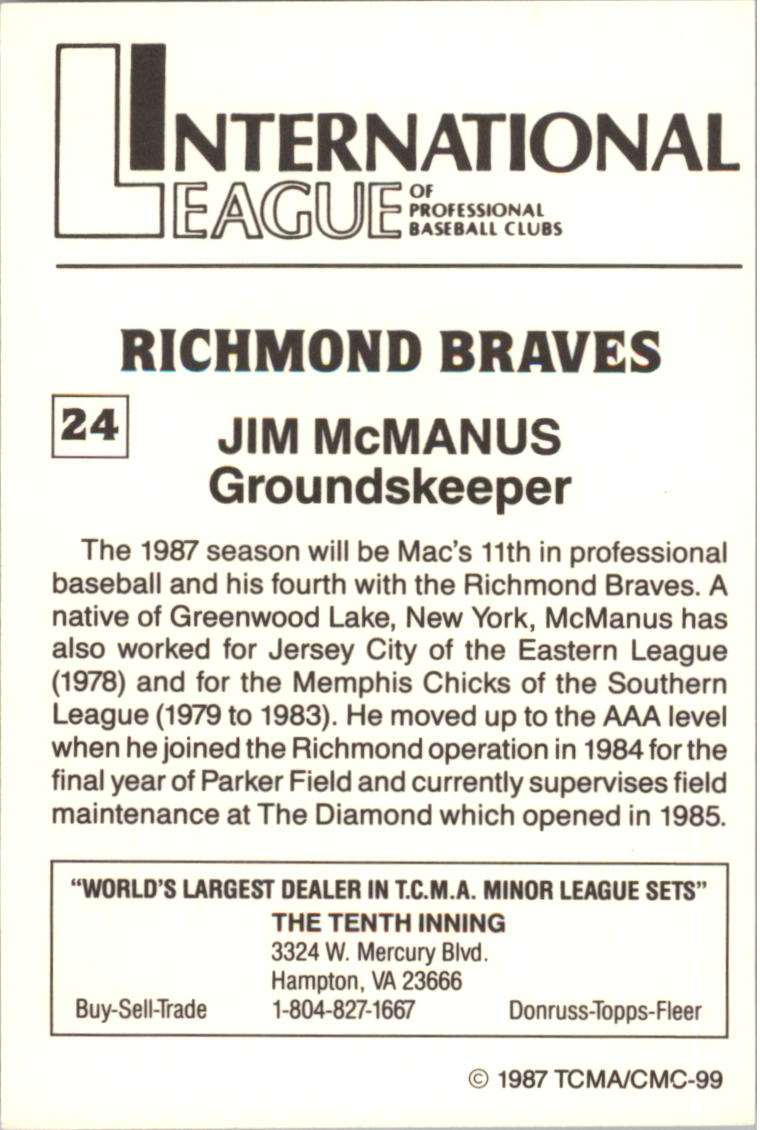 INTERNATIONAL
LEAGUE OF
PROFESSIONAL
BASEBALL CLUBS
RICHMOND BRAVES
24
JIM McMANUS
Groundskeeper
The 1987 season will be Mac's 11th in professional
baseball and his fourth with the Richmond Braves. A
native of Greenwood Lake, New York, McManus has
also worked for Jersey City of the Eastern League
(1978) and for the Memphis Chicks of the Southern
League (1979 to 1983). He moved up to the AAA level
when he joined the Richmond operation in 1984 for the
final year of Parker Field and currently supervises field
maintenance at The Diamond which opened in 1985.
"WORLD'S LARGEST DEALER IN T.C.M.A. MINOR LEAGUE SETS"
THE TENTH INNING
3324 W. Mercury Blvd.
Hampton, VA 23666
Buy-Sell-Trade 1-804-827-1667 Donruss-Topps-Fleer
© 1987 TCMA/CMC-99